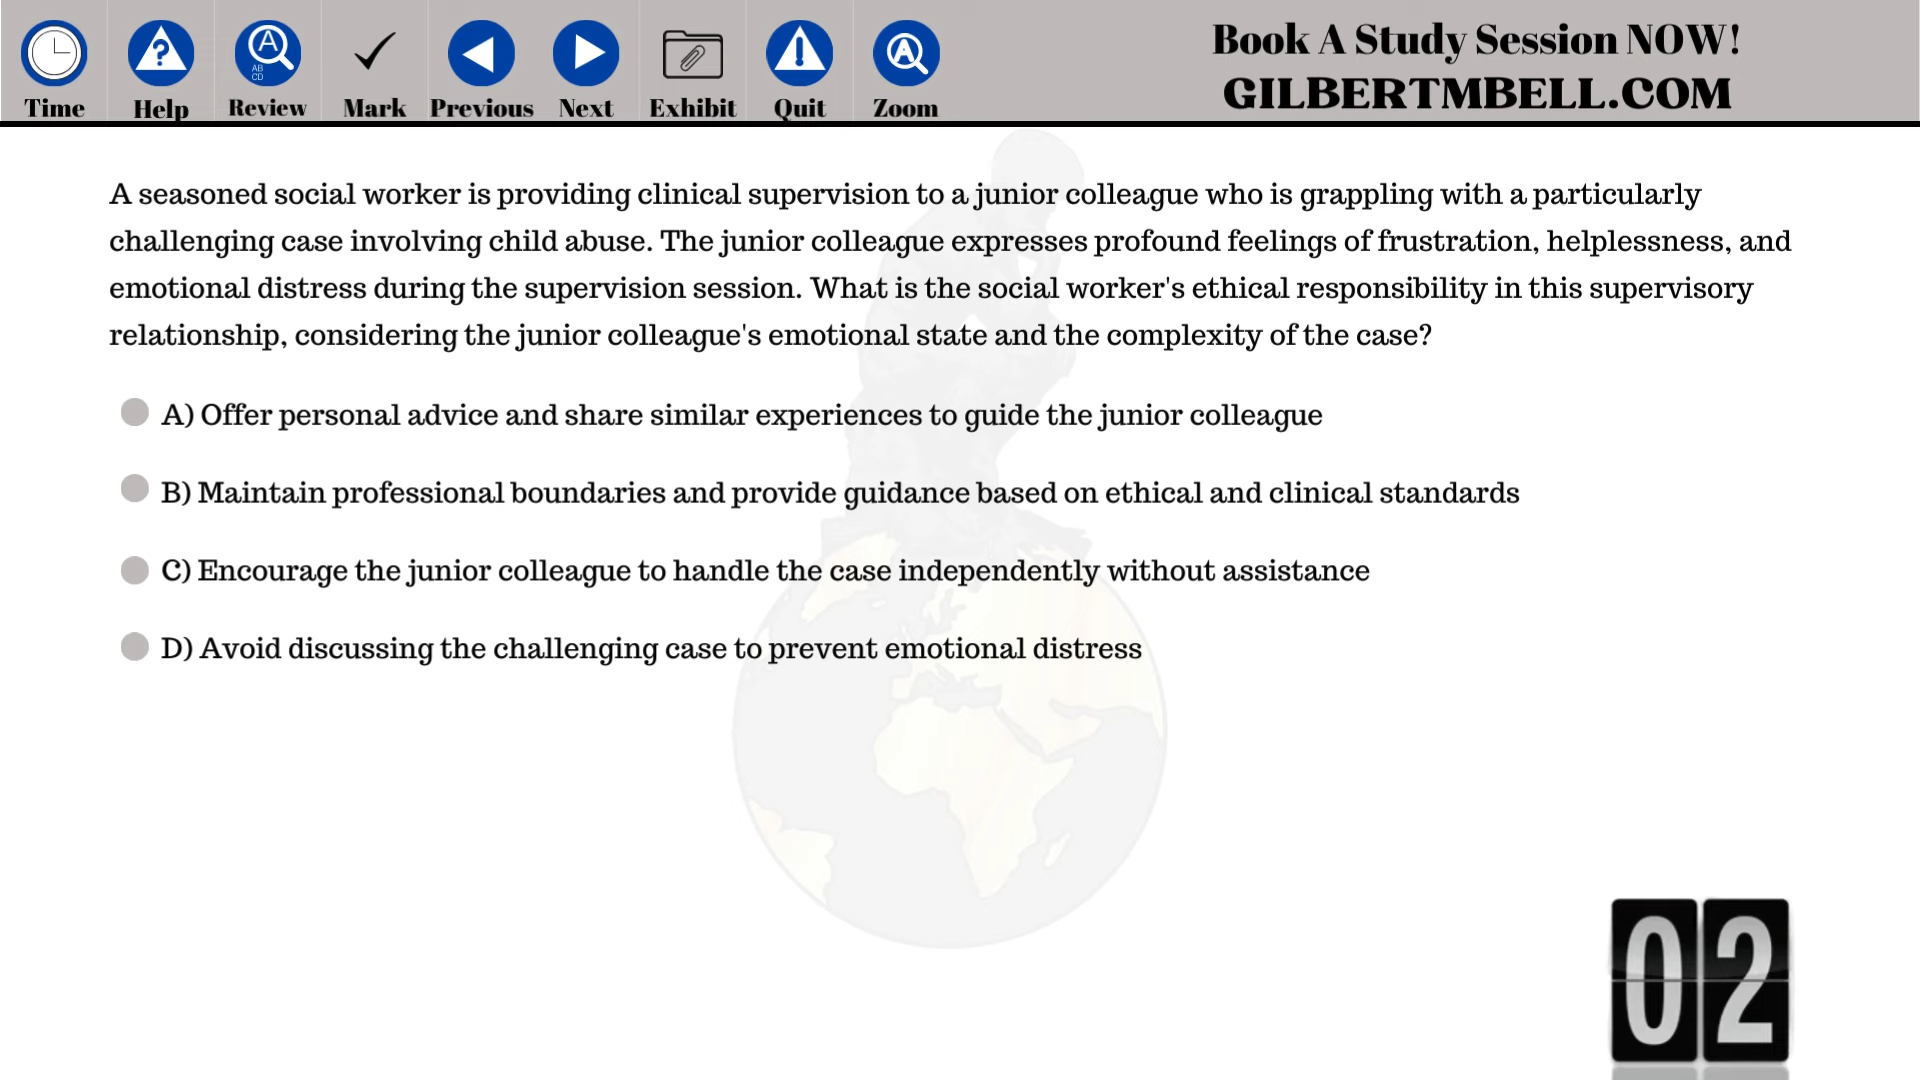 Time Help Review Mark Previous Next Exhibit Quit Zoom
A
AB
CD
A
Book A Study Session NOW!
GILBERTMBELL.COM
A seasoned social worker is providing clinical supervision to a junior colleague who is grappling with a particularly
challenging case involving child abuse. The junior colleague expresses profound feelings of frustration, helplessness, and
emotional distress during the supervision session. What is the social worker's ethical responsibility in this supervisory
relationship, considering the junior colleague's emotional state and the complexity of the case?
A) Offer personal advice and share similar experiences to guide the junior colleague
B) Maintain professional boundaries and provide guidance based on ethical and clinical standards
C) Encourage the junior colleague to handle the case independently without assistance
D) Avoid discussing the challenging case to prevent emotional distress
02